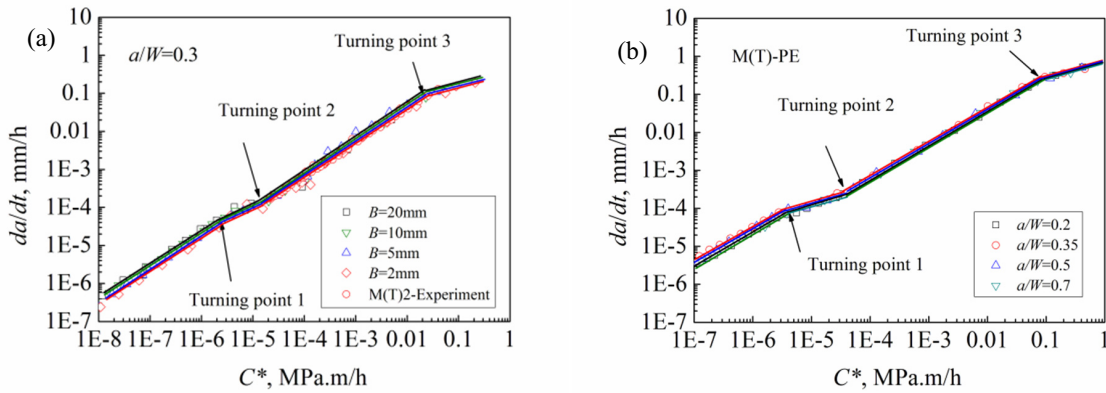 (a)
a/W=0.3
Turning point 3
Turning point 2
Turning point 1
B=20mm
B=10mm
B=5mm
B=2mm
M(T)2-Experiment
da/dt, mm/h
10
1
0.1
0.01
1E-3
1E-4
1E-5
1E-6
1E-7
1E-8 1E-7 1E-6 1E-5 1E-4 1E-3 0.01 0.1 1
C*, MPa.m/h
(b)
M(T)-PE
Turning point 3
Turning point 2
Turning point 1
a/W=0.2
a/W=0.35
a/W=0.5
a/W=0.7
da/dt, mm/h
10
1
0.1
0.01
1E-3
1E-4
1E-5
1E-6
1E-7
1E-7 1E-6 1E-5 1E-4 1E-3 0.01 0.1 1
C*, MPa.m/h